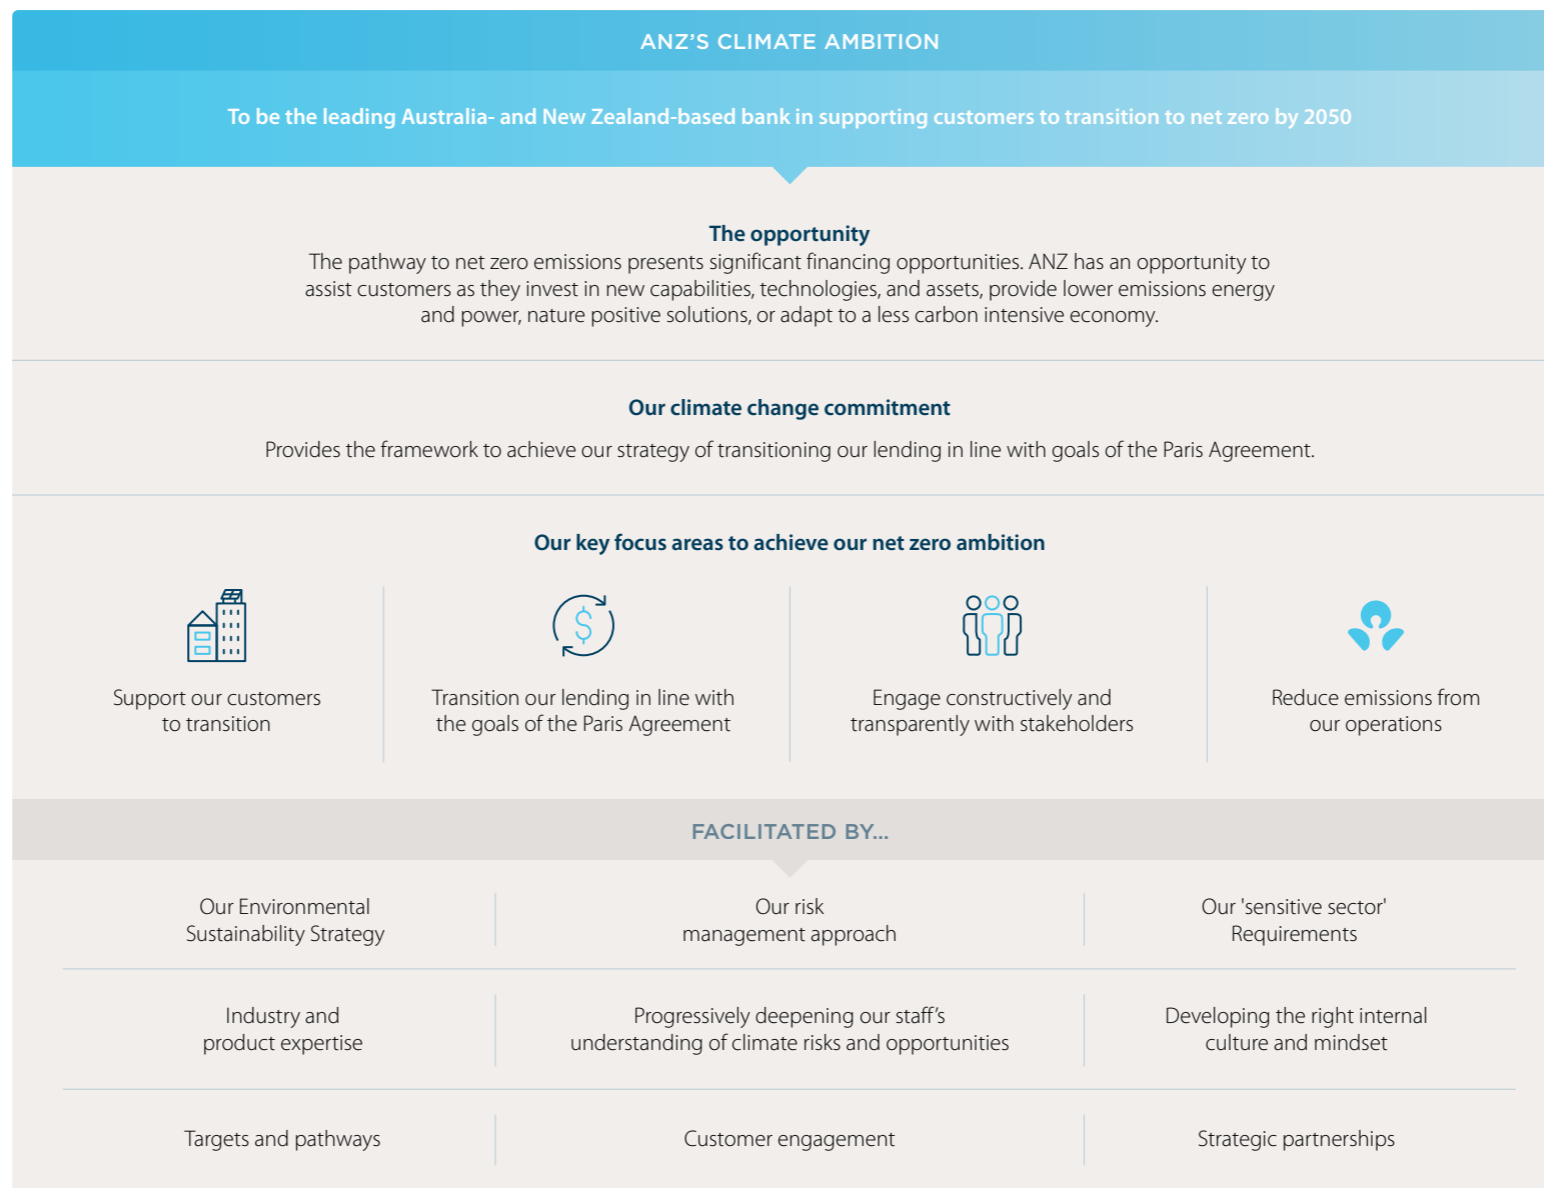 ANZ’S CLIMATE AMBITION
To be the leading Australia- and New Zealand-based bank in supporting customers to transition to net zero by 2050
The opportunity
The pathway to net zero emissions presents significant financing opportunities. ANZ has an opportunity to
assist customers as they invest in new capabilities, technologies, and assets, provide lower emissions energy
and power, nature positive solutions, or adapt to a less carbon intensive economy.
Our climate change commitment
Provides the framework to achieve our strategy of transitioning our lending in line with goals of the Paris Agreement.
Our key focus areas to achieve our net zero ambition
$
Support our customers
to transition
Transition our lending in line with
the goals of the Paris Agreement
Engage constructively and
transparently with stakeholders
Reduce emissions from
our operations
FACILITATED BY...
Our Environmental
Sustainability Strategy
Our risk
management approach
Our 'sensitive sector'
Requirements
Industry and
product expertise
Progressively deepening our staff’s
understanding of climate risks and opportunities
Developing the right internal
culture and mindset
Targets and pathways
Customer engagement
Strategic partnerships